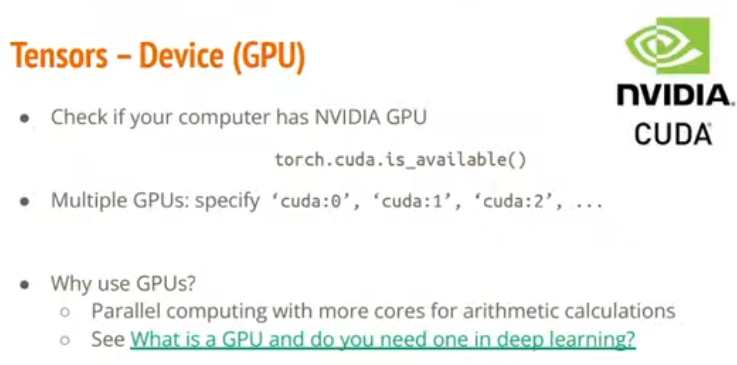 Tensors – Device (GPU)
NVIDIA.
CUDA
● Check if your computer has NVIDIA GPU
torch.cuda.is_available()
● Multiple GPUs: specify ‘cuda:0’, ‘cuda:1’, ‘cuda:2’, ...
● Why use GPUs?
○ Parallel computing with more cores for arithmetic calculations
○ See What is a GPU and do you need one in deep learning?